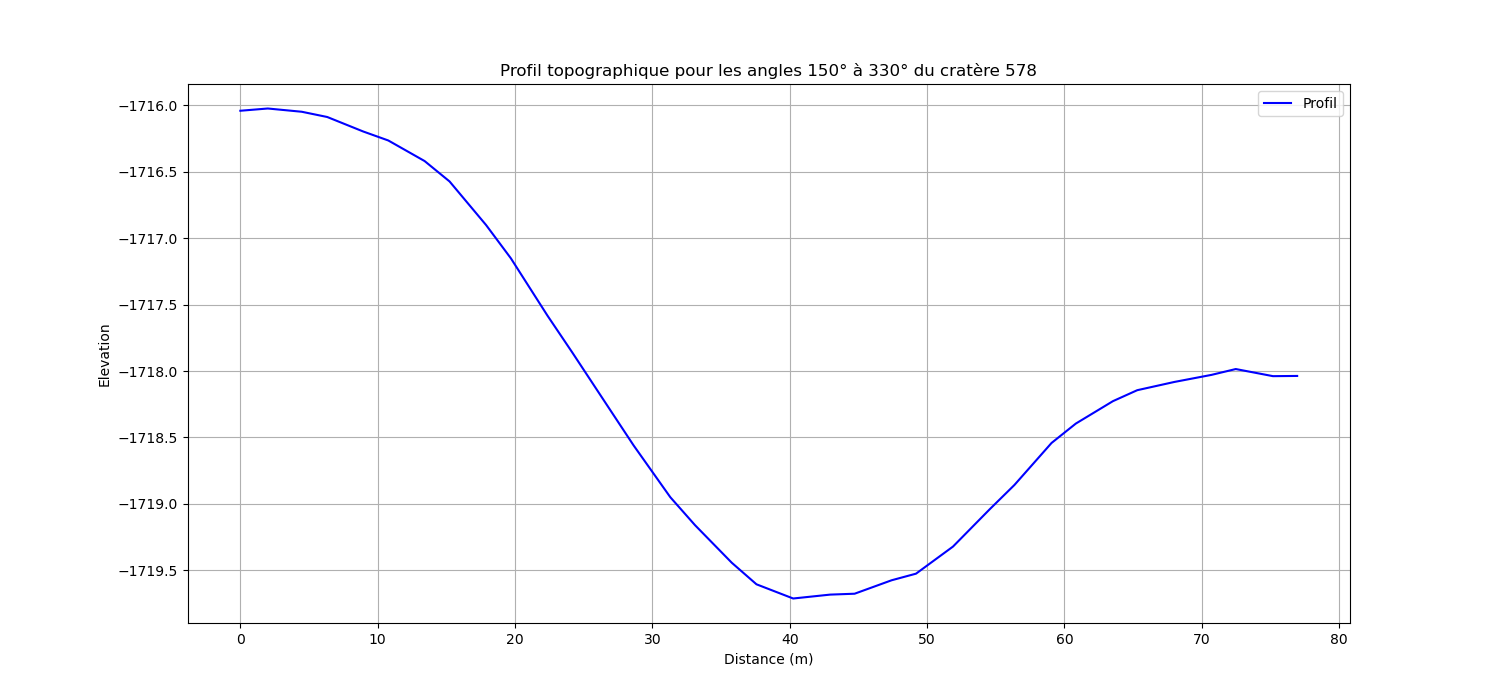 Profil topographique pour les angles 150° à 330° du cratère 578
Profil
−1716.0
−1716.5
−1717.0
−1717.5
−1718.0
−1718.5
−1719.0
−1719.5
Elevation
0 10 20 30 40 50 60 70 80
Distance (m)